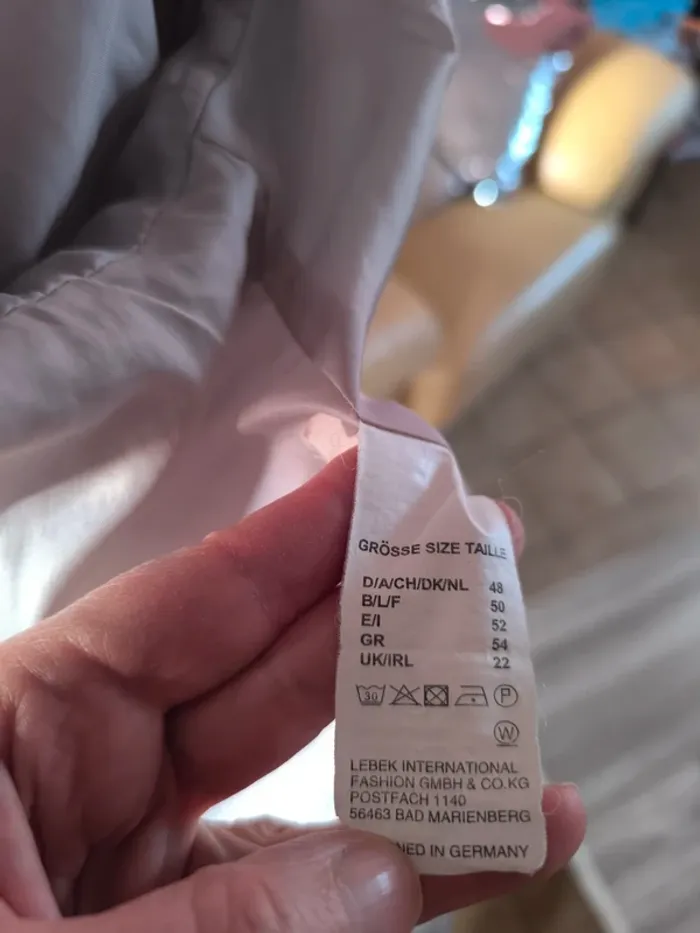 GRÖSSE SIZE TAILLE
D/A/CH/DK/NL 48
B/L/F 50
E/I 52
GR 54
UK/IRL 22
30 P
W
LEBEK INTERNATIONAL
FASHION GMBH & CO.KG
POSTFACH 1140
56463 BAD MARIENBERG
IN GERMANY